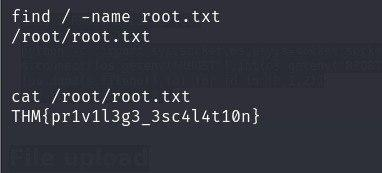 find / -name root.txt
/root/root.txt
cat /root/root.txt
THM{pr1v1l3g3_3sc4l4t10n}
File upload